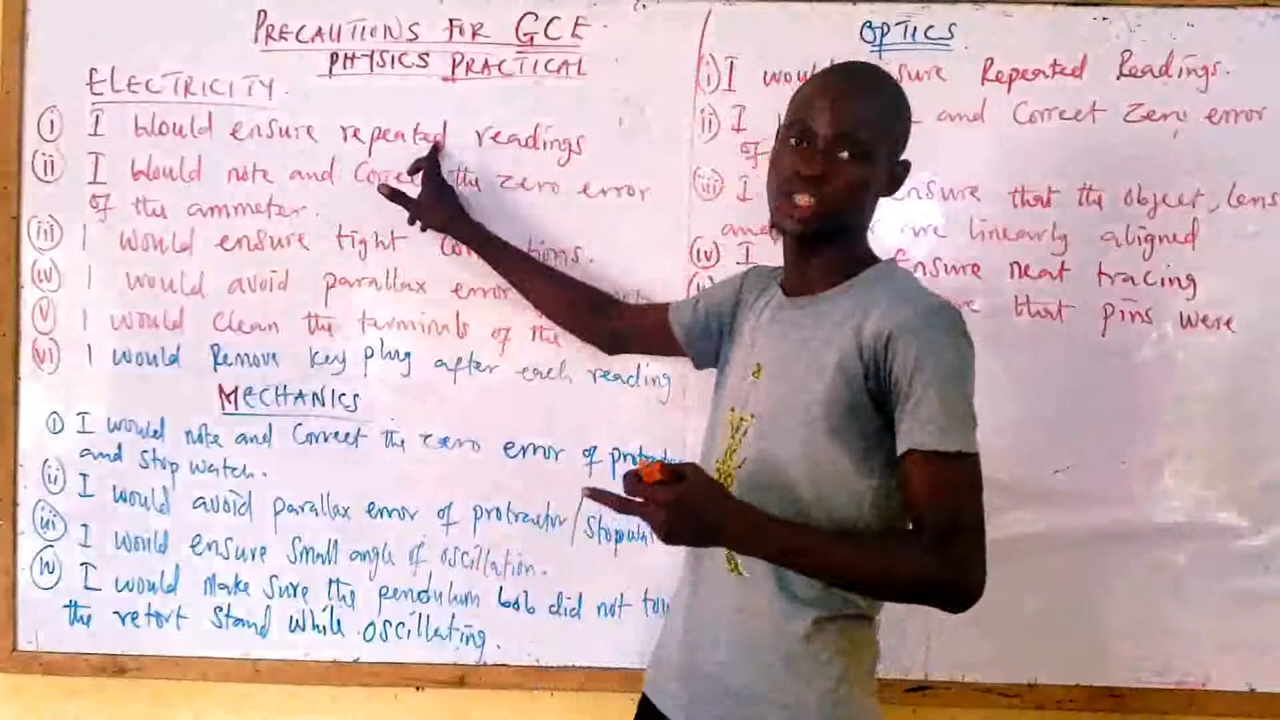 PRECAUTIONS FOR GCE
PHYSICS PRACTICAL
ELECTRICITY.
(i) I Would ensure repeated readings
(ii) I Would note and Correct the zero error
of the ammeter.
(iii) I would ensure tight
(iv) I would avoid parallax error
(v) I would clean the terminals of the
(vi) I would Remove key plug after each reading
MECHANICS
(i) I would note and Correct the zero error of
and Stop watch.
(ii) I would avoid parallax error of protractor/
(iii) I would ensure small angle of oscillation.
(iv) I would Make Sure the pendulum bob did not
the retort Stand while oscillating.
OPTICS
(i) I Repeated Readings.
(ii) I and Correct Zero error
of
(iii) I ensure that the object, Lens
and are linearly aligned
(iv) I ensure neat tracing
that pins were